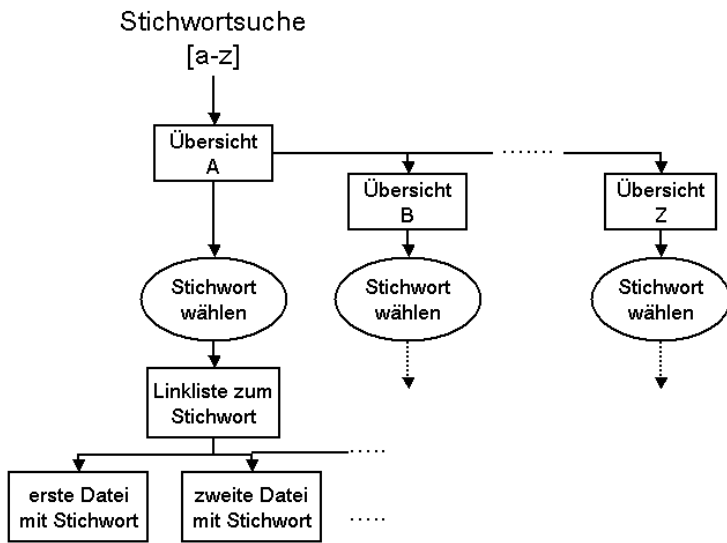 Stichwortsuche
[a-z]
Übersicht
A
.......
Übersicht
B
Übersicht
Z
Stichwort
wählen
Stichwort
wählen
Stichwort
wählen
Linkliste zum
Stichwort
.....
erste Datei
mit Stichwort
zweite Datei
mit Stichwort
.....